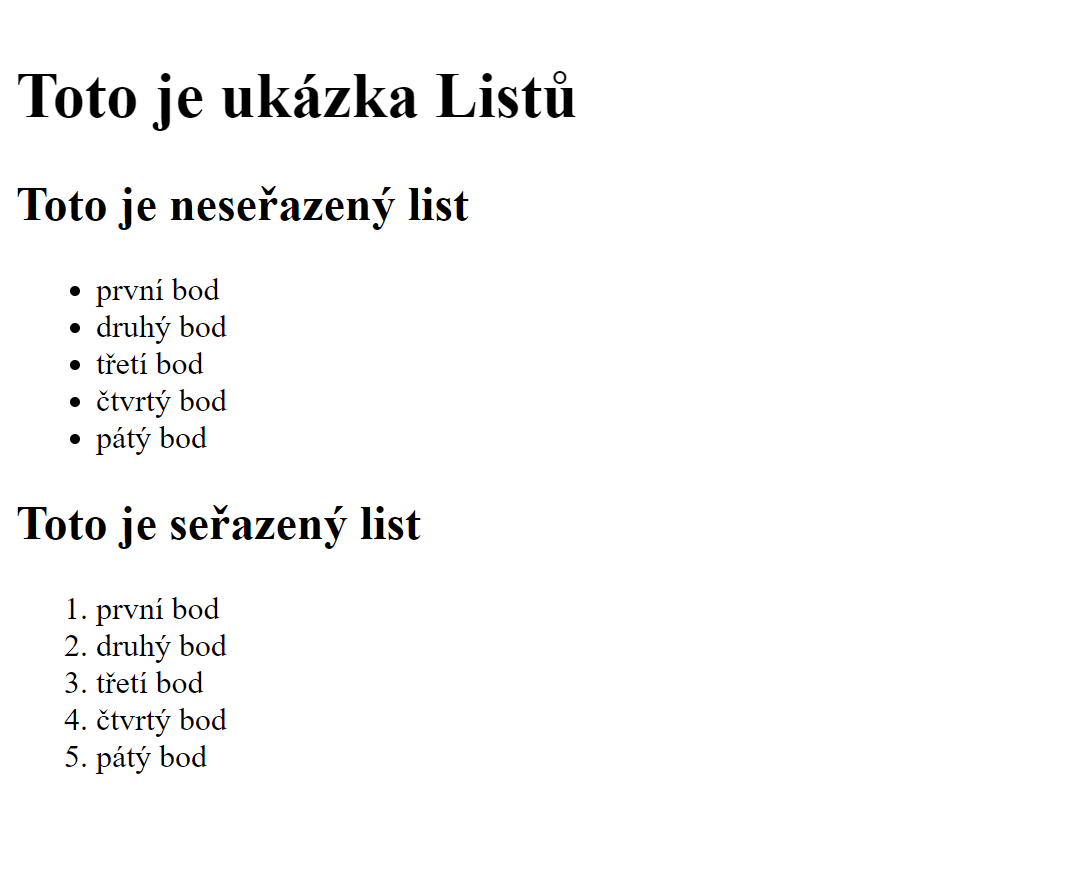 Toto je ukázka Listů
Toto je neseřazený list
• první bod
• druhý bod
• třetí bod
• čtvrtý bod
• pátý bod
Toto je seřazený list
1. první bod
2. druhý bod
3. třetí bod
4. čtvrtý bod
5. pátý bod